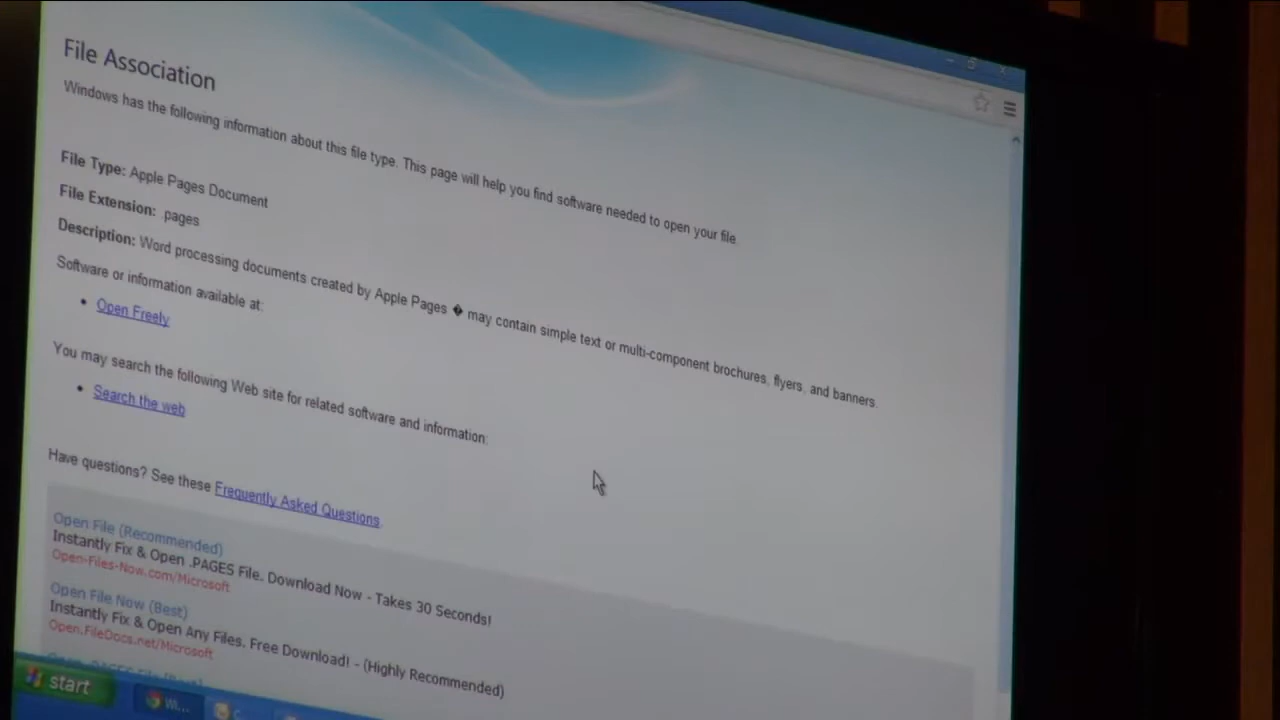 File Association
Windows has the following information about this file type. This page will help you find software needed to open your file.
File Type: Apple Pages Document
File Extension: .pages
Description: Word processing documents created by Apple Pages � may contain simple text or multi-component brochures, flyers, and banners.
Software or information available at:
• Open Freely
You may search the following Web site for related software and information:
• Search the web
Have questions? See these Frequently Asked Questions.
Open File (Recommended)
Instantly Fix & Open .PAGES File. Download Now - Takes 30 Seconds!
Open-Files-Now.com/Microsoft
Open File Now (Best)
Instantly Fix & Open Any Files. Free Download! - (Highly Recommended)
Open.FileDocs.net/Microsoft
start
Wi...